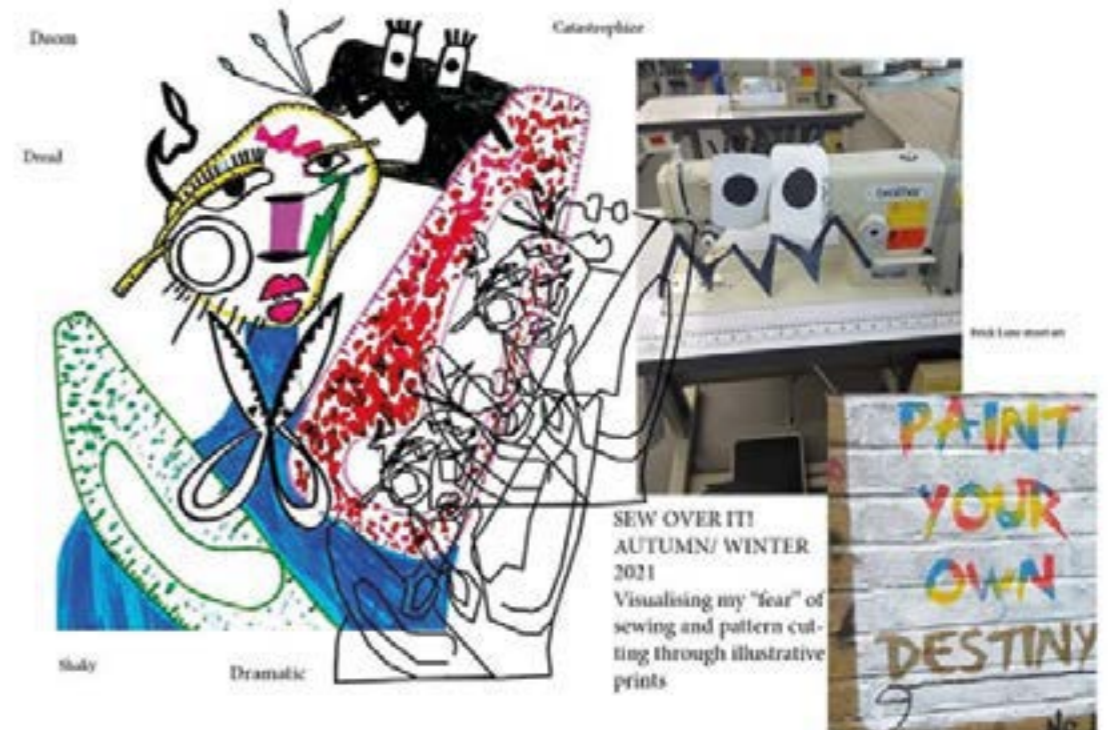 Doom
Catastrophize
Dread
brother
PAINT
YOUR
OWN
DESTINY
SEW OVER IT!
AUTUMN/ WINTER
2021
Visualising my "fear" of
sewing and pattern cut-
ting through illustrative
prints
Shaky
Dramatic